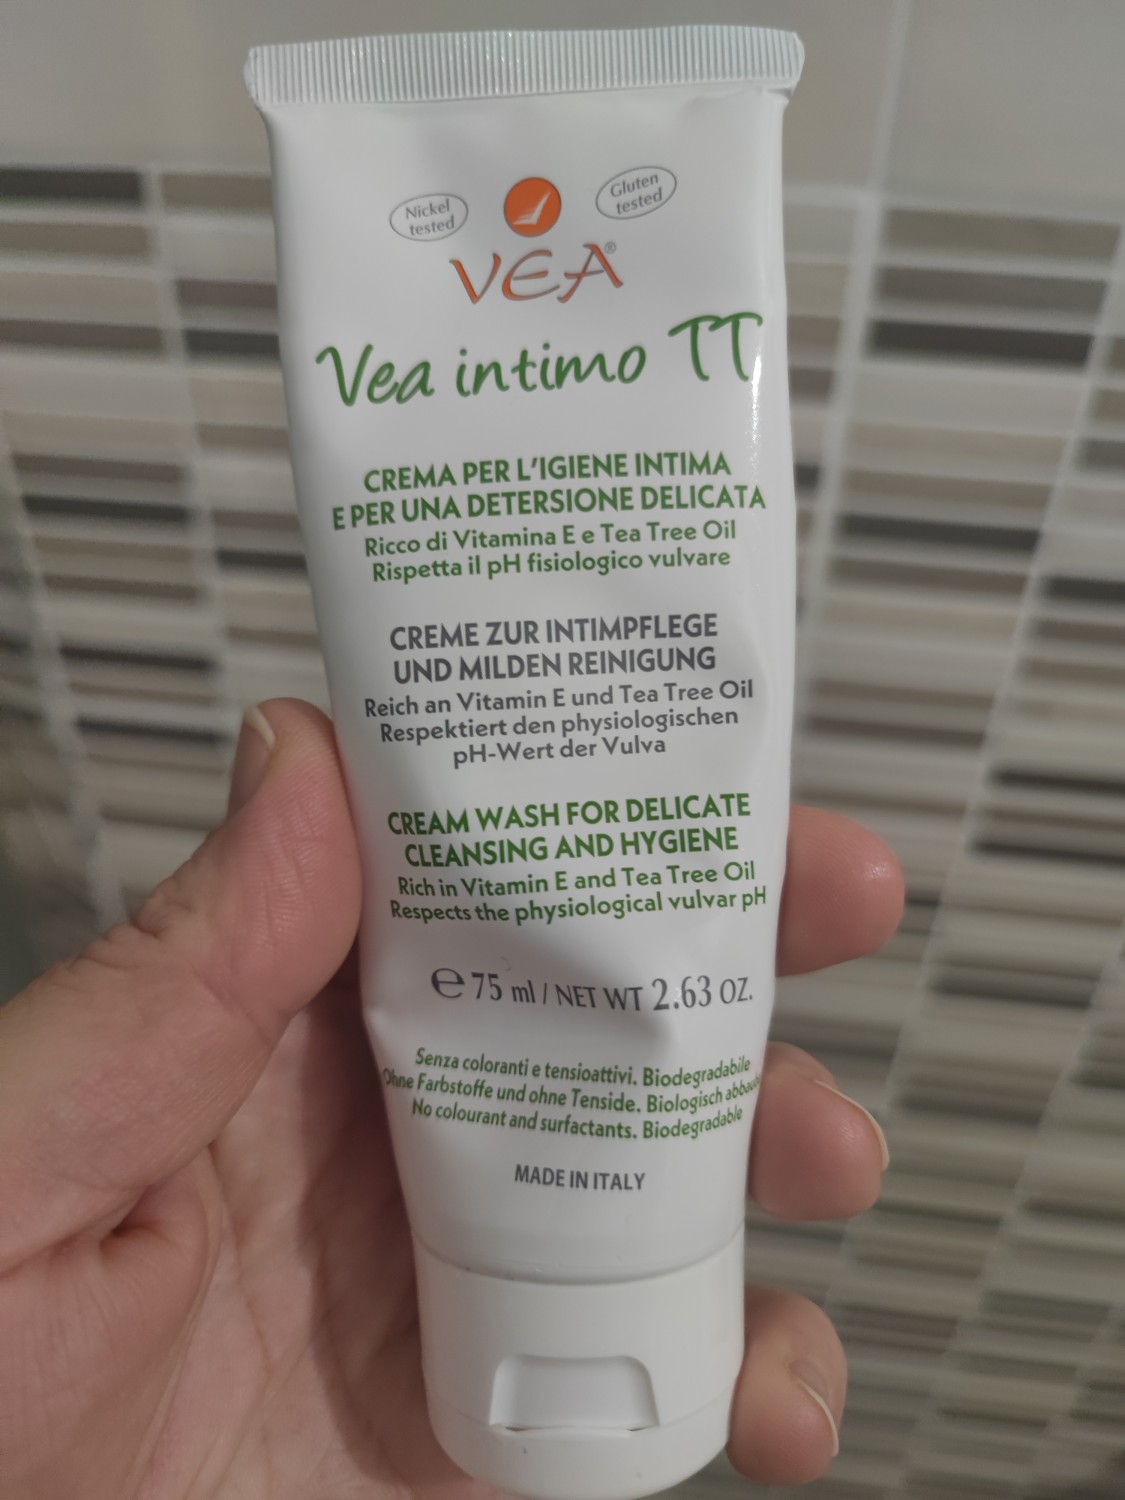 Nickel
tested
Gluten
tested
VEA®
Vea intimo TT
CREMA PER L'IGIENE INTIMA
E PER UNA DETERSIONE DELICATA
Ricco di Vitamina E e Tea Tree Oil
Rispetta il pH fisiologico vulvare
CREME ZUR INTIMPFLEGE
UND MILDEN REINIGUNG
Reich an Vitamin E und Tea Tree Oil
Respektiert den physiologischen
pH-Wert der Vulva
CREAM WASH FOR DELICATE
CLEANSING AND HYGIENE
Rich in Vitamin E and Tea Tree Oil
Respects the physiological vulvar pH
℮ 75 ml / NET WT 2.63 OZ.
Senza coloranti e tensioattivi. Biodegradabile
Ohne Farbstoffe und ohne Tenside. Biologisch
No colourant and surfactants. Biodegradable
MADE IN ITALY